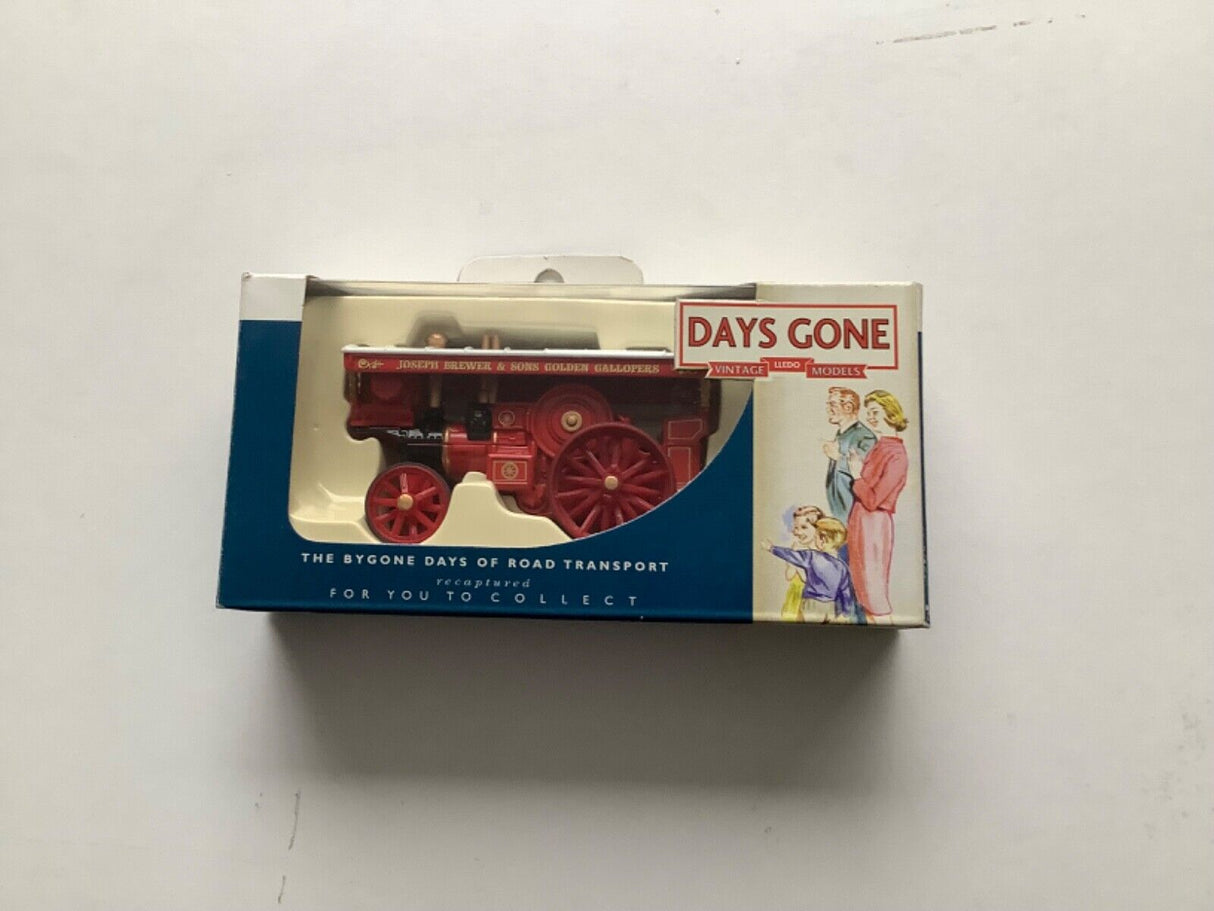 DAYS GONE
VINTAGE LLEDO MODELS
JOSEPH BREWER & SONS GOLDEN GALLOPERS
THE BYGONE DAYS OF ROAD TRANSPORT
recaptured
FOR YOU TO COLLECT